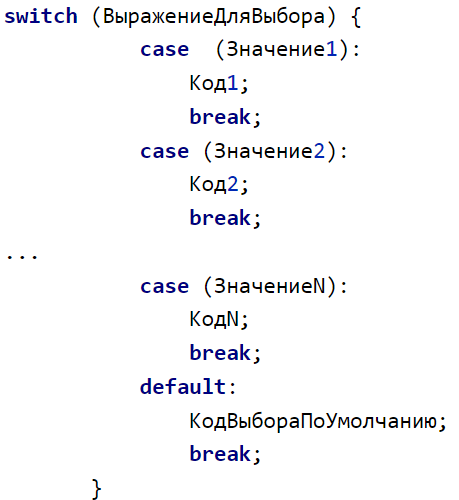 switch (ВыражениеДляВыбора) {
case (Значение1):
Код1;
break;
case (Значение2):
Код2;
break;
...
case (ЗначениеN):
КодN;
break;
default:
КодВыбораПоУмолчанию;
break;
}